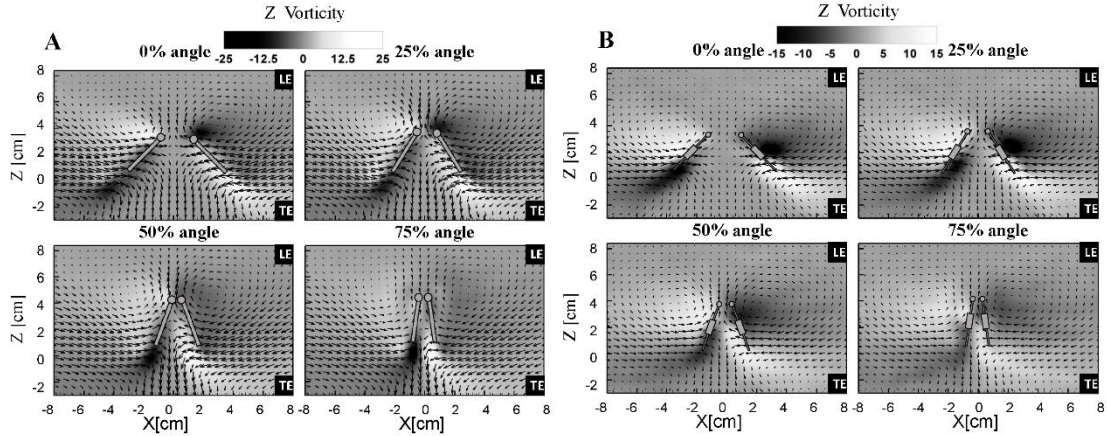 Z Vorticity
A
-25 -12.5 0 12.5 25
0% angle
25% angle
8
6
4
2
0
-2
Z [cm]
LE
TE
LE
TE
50% angle
75% angle
8
6
4
2
0
-2
Z [cm]
LE
TE
LE
TE
-8 -6 -4 -2 0 2 4 6 8
-6 -4 -2 0 2 4 6 8
X[cm]
Z Vorticity
B
-15 -10 -5 0 5 10 15
0% angle
25% angle
8
6
4
2
0
-2
Z [cm]
LE
TE
LE
TE
50% angle
75% angle
8
6
4
2
0
-2
Z [cm]
LE
TE
LE
TE
-8 -6 -4 -2 0 2 4 6 8
-6 -4 -2 0 2 4 6 8
X[cm]